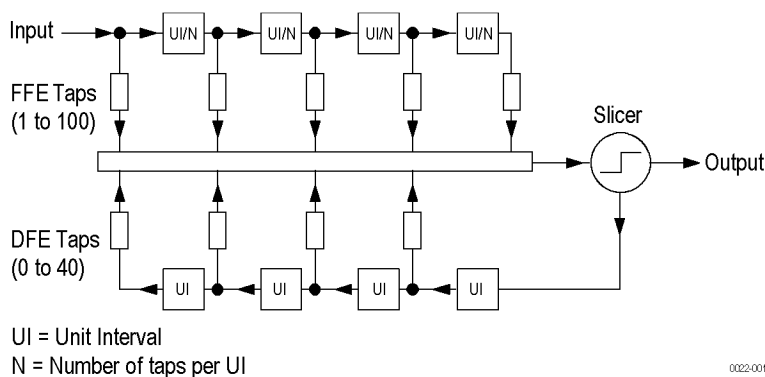 Input
UI/N
UI/N
UI/N
UI/N
FFE Taps
(1 to 100)
Slicer
Output
DFE Taps
(0 to 40)
UI
UI
UI
UI
UI = Unit Interval
N = Number of taps per UI
0022-001